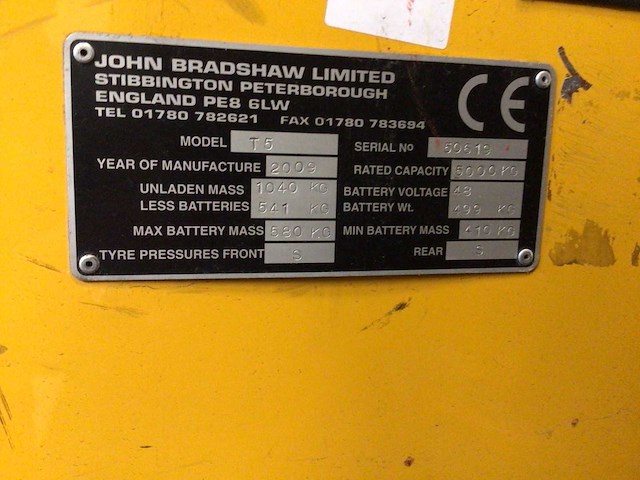 JOHN BRADSHAW LIMITED
STIBBINGTON PETERBOROUGH
ENGLAND PE8 6LW
TEL 01780 782621 FAX 01780 783694
CE
MODEL T5 SERIAL No 50619
YEAR OF MANUFACTURE 2009 RATED CAPACITY 5000 KG
UNLADEN MASS 1040 KG BATTERY VOLTAGE 48
LESS BATTERIES 541 KG BATTERY Wt. 499 KG
MAX BATTERY MASS 580 KG MIN BATTERY MASS 410 KG
TYRE PRESSURES FRONT S REAR S